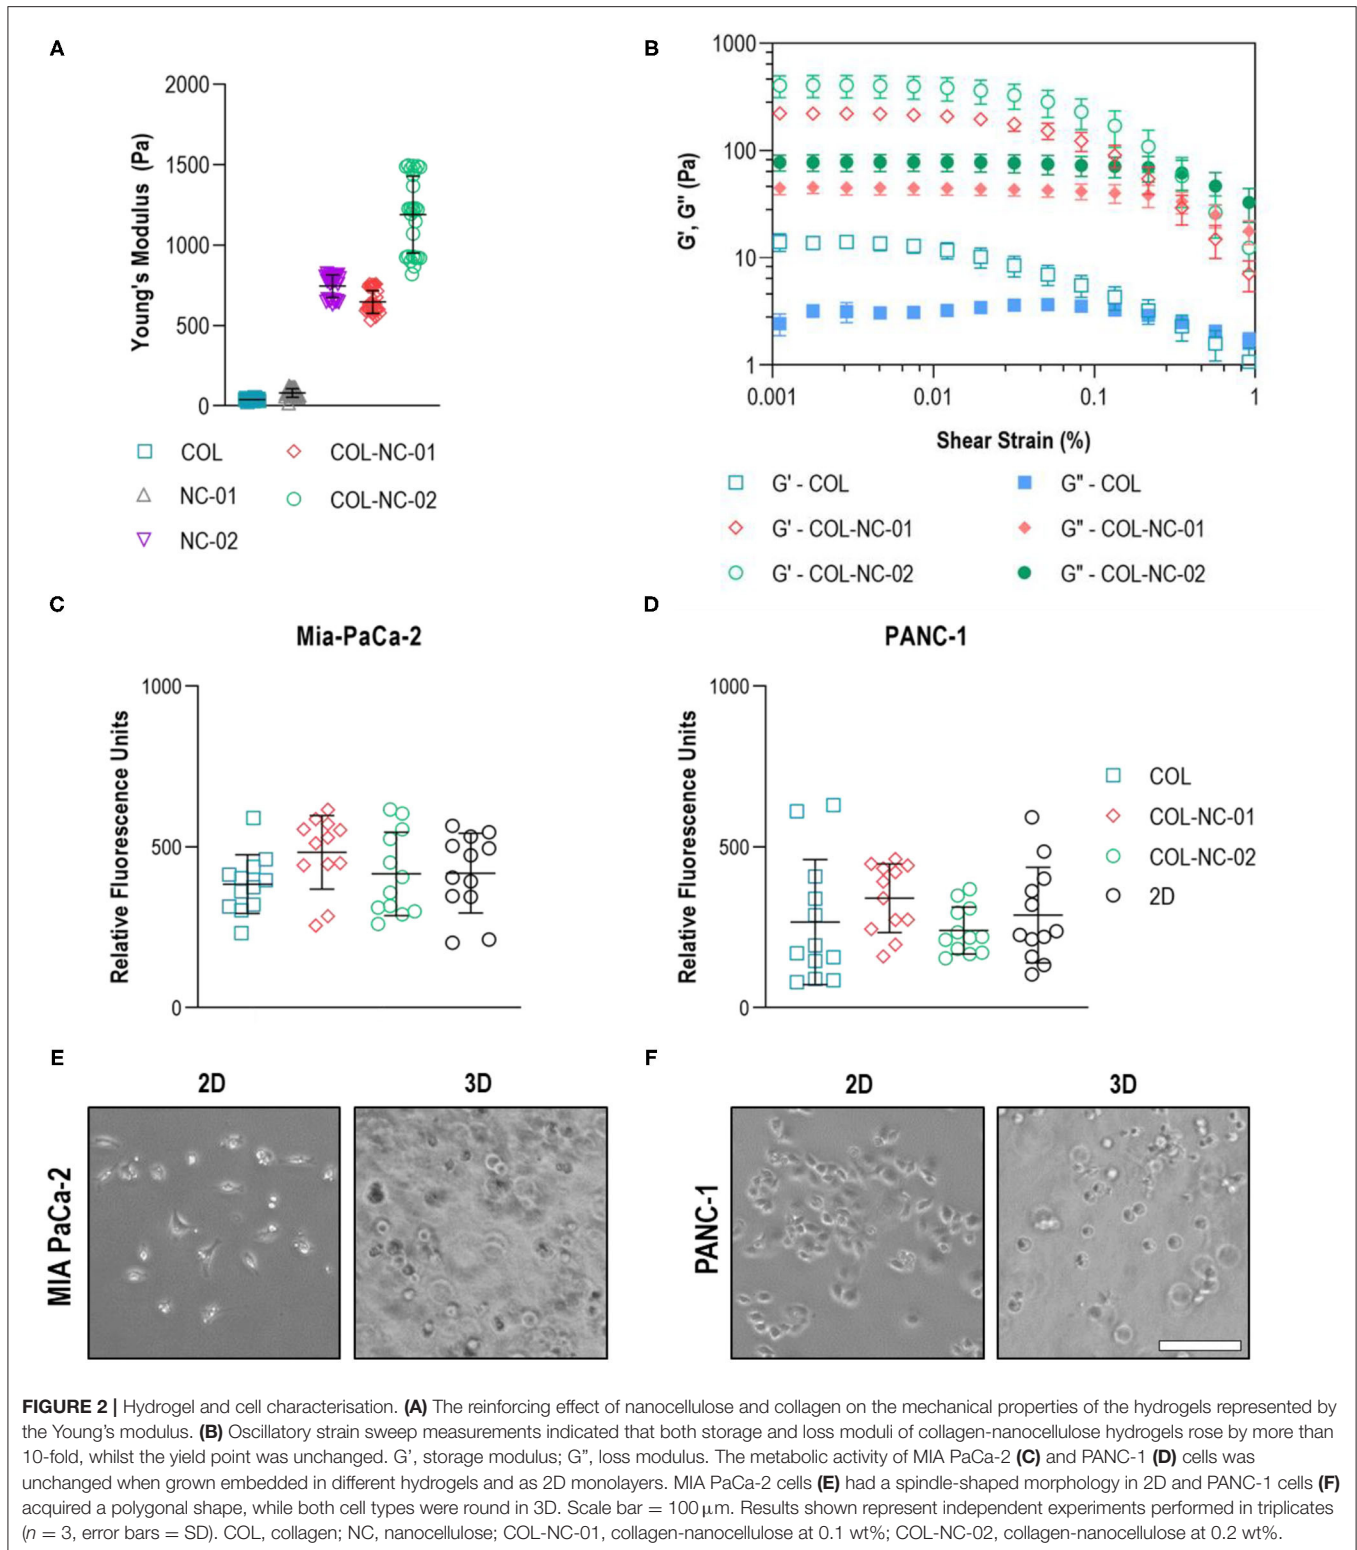 A
2000
1500
1000
500
0
Young's Modulus (Pa)
COL
NC-01
NC-02
COL-NC-01
COL-NC-02
B
1000
100
10
1
G', G" (Pa)
0.001
0.01
0.1
1
Shear Strain (%)
G' - COL
G' - COL-NC-01
G' - COL-NC-02
G" - COL
G" - COL-NC-01
G" - COL-NC-02
C
Mia-PaCa-2
1000
500
0
Relative Fluorescence Units
D
PANC-1
1000
500
0
Relative Fluorescence Units
COL
COL-NC-01
COL-NC-02
2D
E
2D
3D
MIA PaCa-2
F
2D
3D
PANC-1
FIGURE 2 | Hydrogel and cell characterisation. (A) The reinforcing effect of nanocellulose and collagen on the mechanical properties of the hydrogels represented by
the Young's modulus. (B) Oscillatory strain sweep measurements indicated that both storage and loss moduli of collagen-nanocellulose hydrogels rose by more than
10-fold, whilst the yield point was unchanged. G', storage modulus; G", loss modulus. The metabolic activity of MIA PaCa-2 (C) and PANC-1 (D) cells was
unchanged when grown embedded in different hydrogels and as 2D monolayers. MIA PaCa-2 cells (E) had a spindle-shaped morphology in 2D and PANC-1 cells (F)
acquired a polygonal shape, while both cell types were round in 3D. Scale bar = 100 μm. Results shown represent independent experiments performed in triplicates
(n = 3, error bars = SD). COL, collagen; NC, nanocellulose; COL-NC-01, collagen-nanocellulose at 0.1 wt%; COL-NC-02, collagen-nanocellulose at 0.2 wt%.